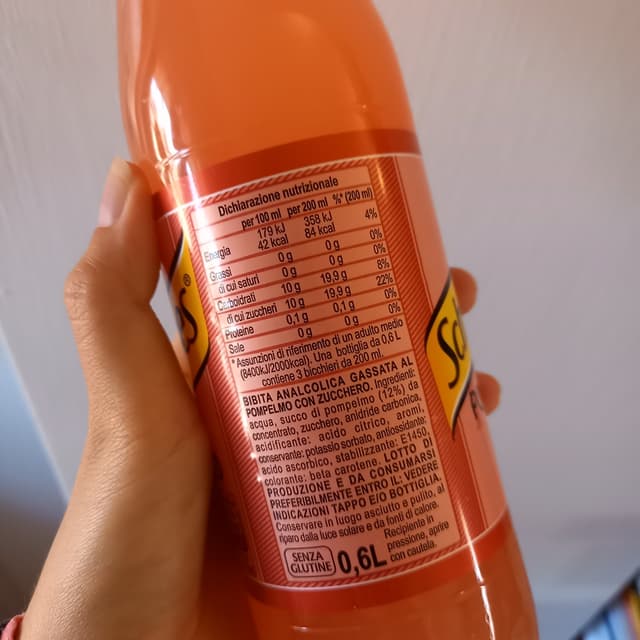 Dichlarazione nutrizionale
per 100 ml per 200 ml %* (200 ml)
Energia 179 kJ 358 kJ
42 kcal 84 kcal 4%
Grassi 0 g 0 g 0%
di cui saturi 0 g 0 g 0%
Carboidrati 10 g 19,9 g 8%
di cui zuccheri 10 g 19,9 g 22%
Proteine 0,1 g 0,1 g 0%
Sale 0 g 0 g 0%
*Assunzioni di riferimento di un adulto medio
(8400kJ/2000kcal). Una bottiglia da 0,6 L
contiene 3 bicchieri da 200 ml.
BIBITA ANALCOLICA GASSATA AL
POMPELMO CON ZUCCHERO. Ingredienti:
acqua, succo di pompelmo (12%) da
concentrato, zucchero, anidride carbonica,
acidificante: acido citrico, aromi,
conservante: potassio sorbato, antiossidante:
acido ascorbico, stabilizzante: E1450,
colorante: beta carotene. LOTTO DI
PRODUZIONE E DA CONSUMARSI
PREFERIBILMENTE ENTRO IL: VEDERE
INDICAZIONI TAPPO E/O BOTTIGLIA.
Conservare in luogo asciutto e pulito, al
riparo dalla luce solare e da fonti di calore.
Recipiente in
pressione, aprire
con cautela.
SENZA
GLUTINE
0,6L